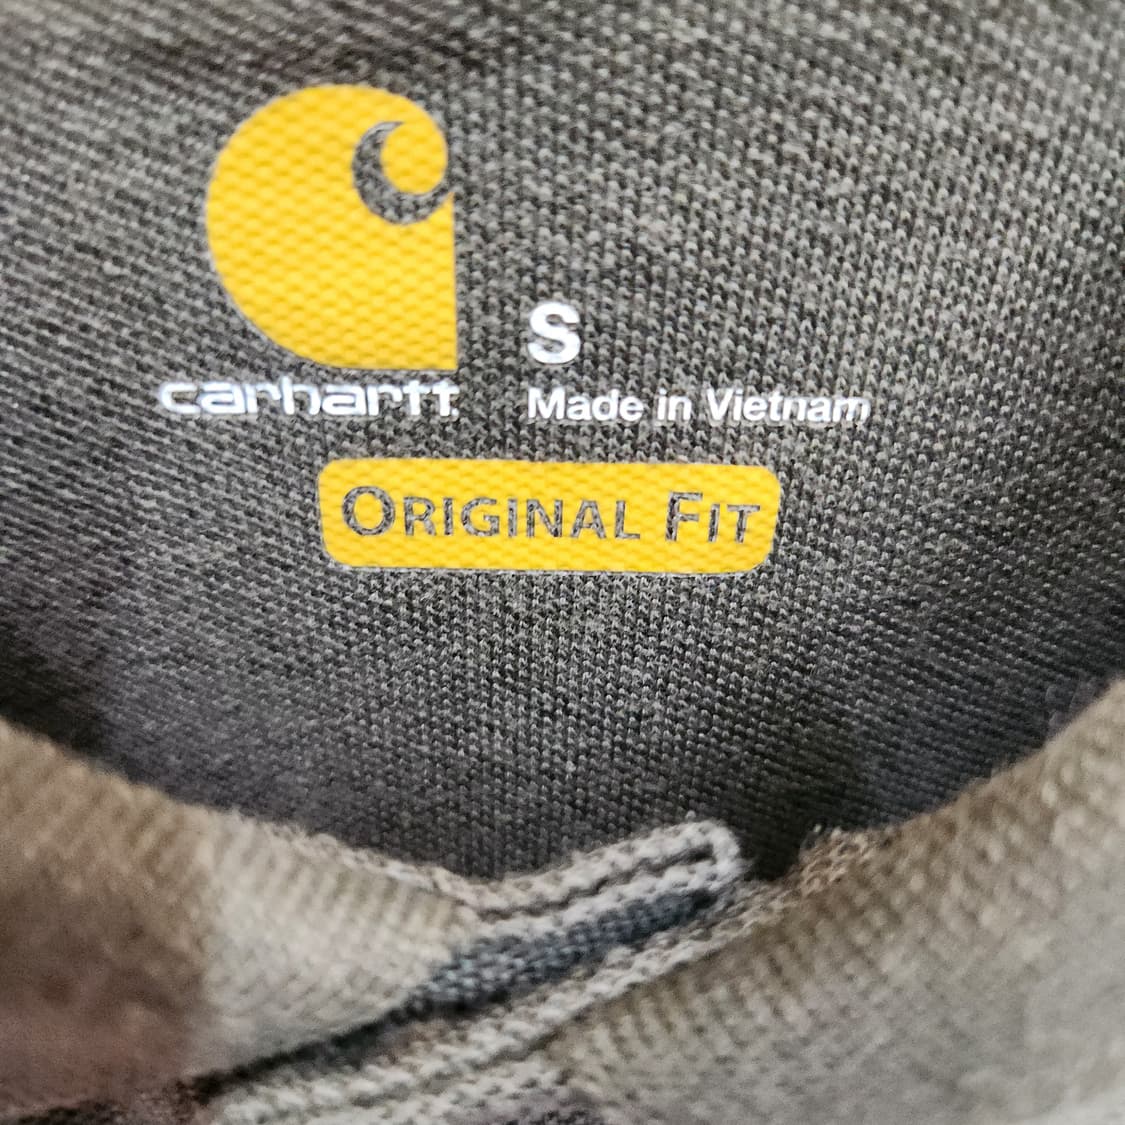 S
carhartt
Made in Vietnam
ORIGINAL FIT